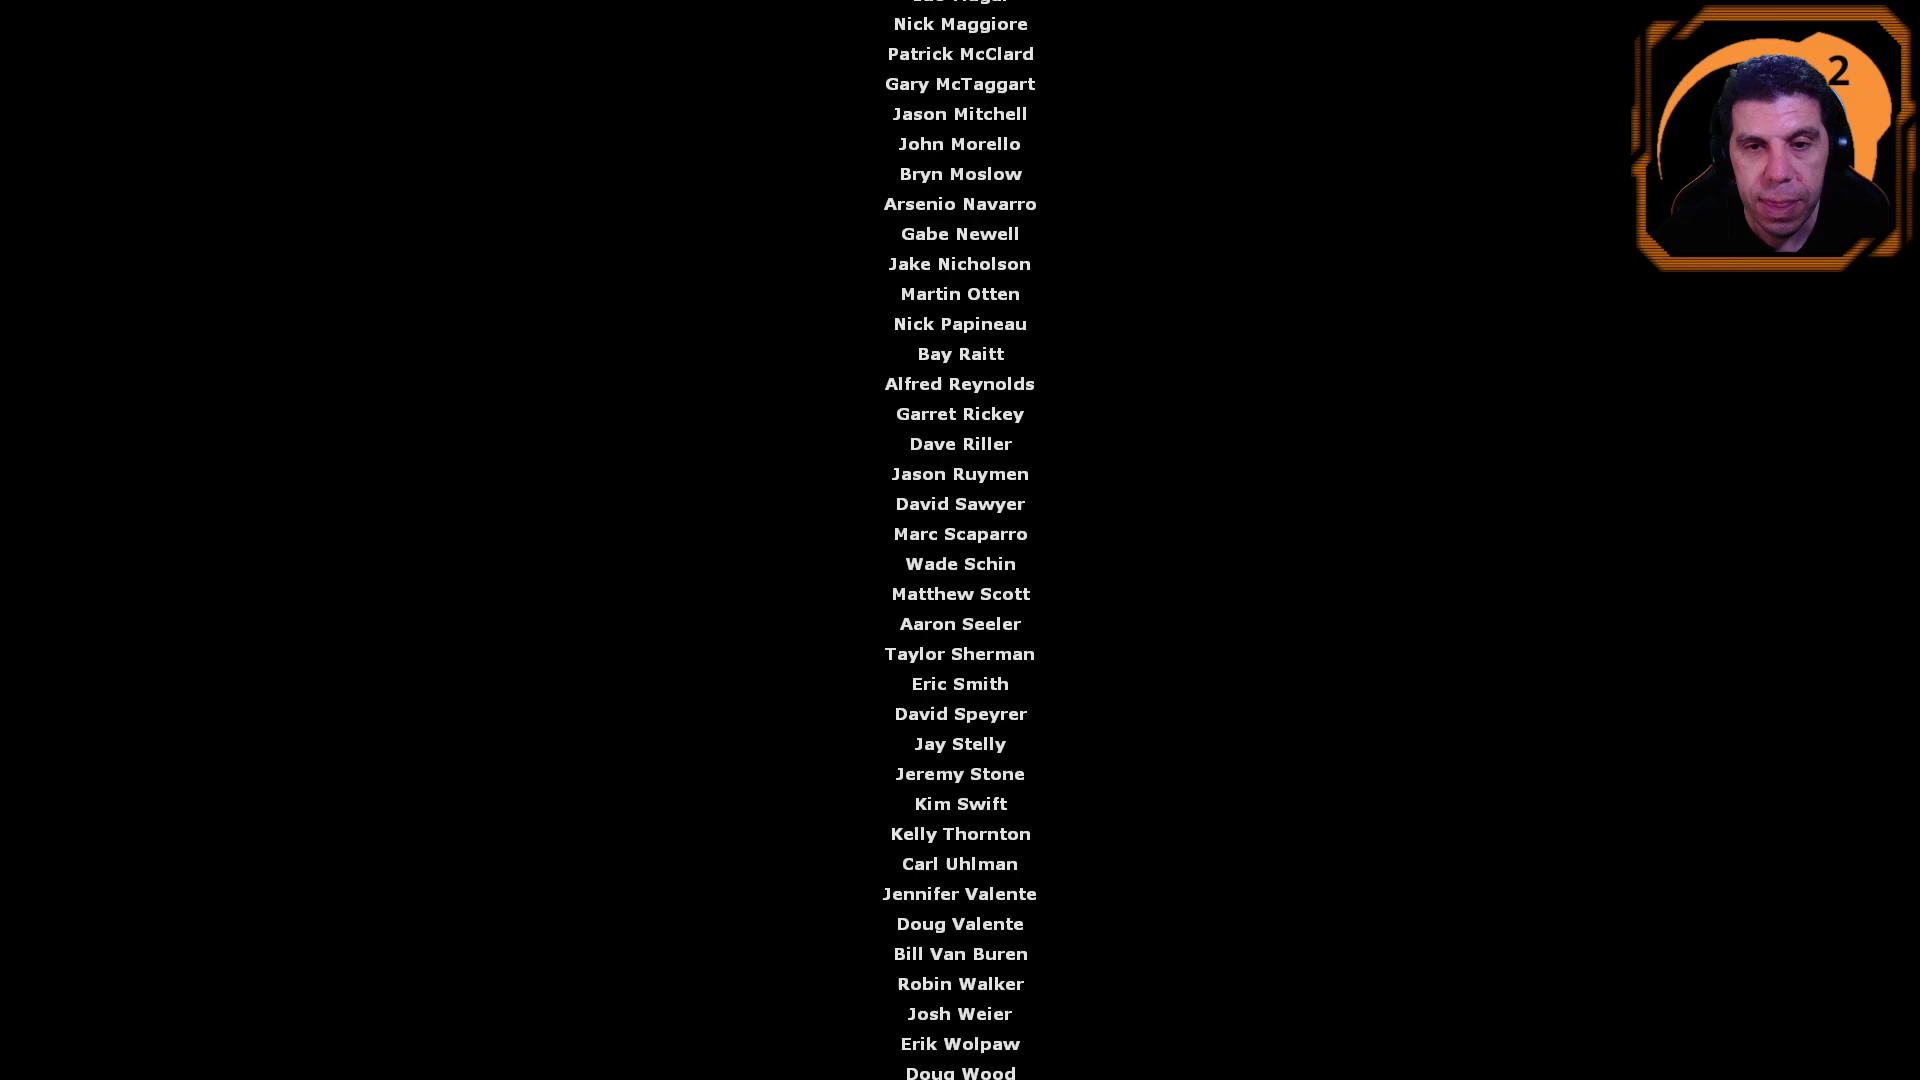 Nick Maggiore
Patrick McClard
Gary McTaggart
Jason Mitchell
John Morello
Bryn Moslow
Arsenio Navarro
Gabe Newell
Jake Nicholson
Martin Otten
Nick Papineau
Bay Raitt
Alfred Reynolds
Garret Rickey
Dave Riller
Jason Ruymen
David Sawyer
Marc Scaparro
Wade Schin
Matthew Scott
Aaron Seeler
Taylor Sherman
Eric Smith
David Speyrer
Jay Stelly
Jeremy Stone
Kim Swift
Kelly Thornton
Carl Uhlman
Jennifer Valente
Doug Valente
Bill Van Buren
Robin Walker
Josh Weier
Erik Wolpaw
Doug Wood
2